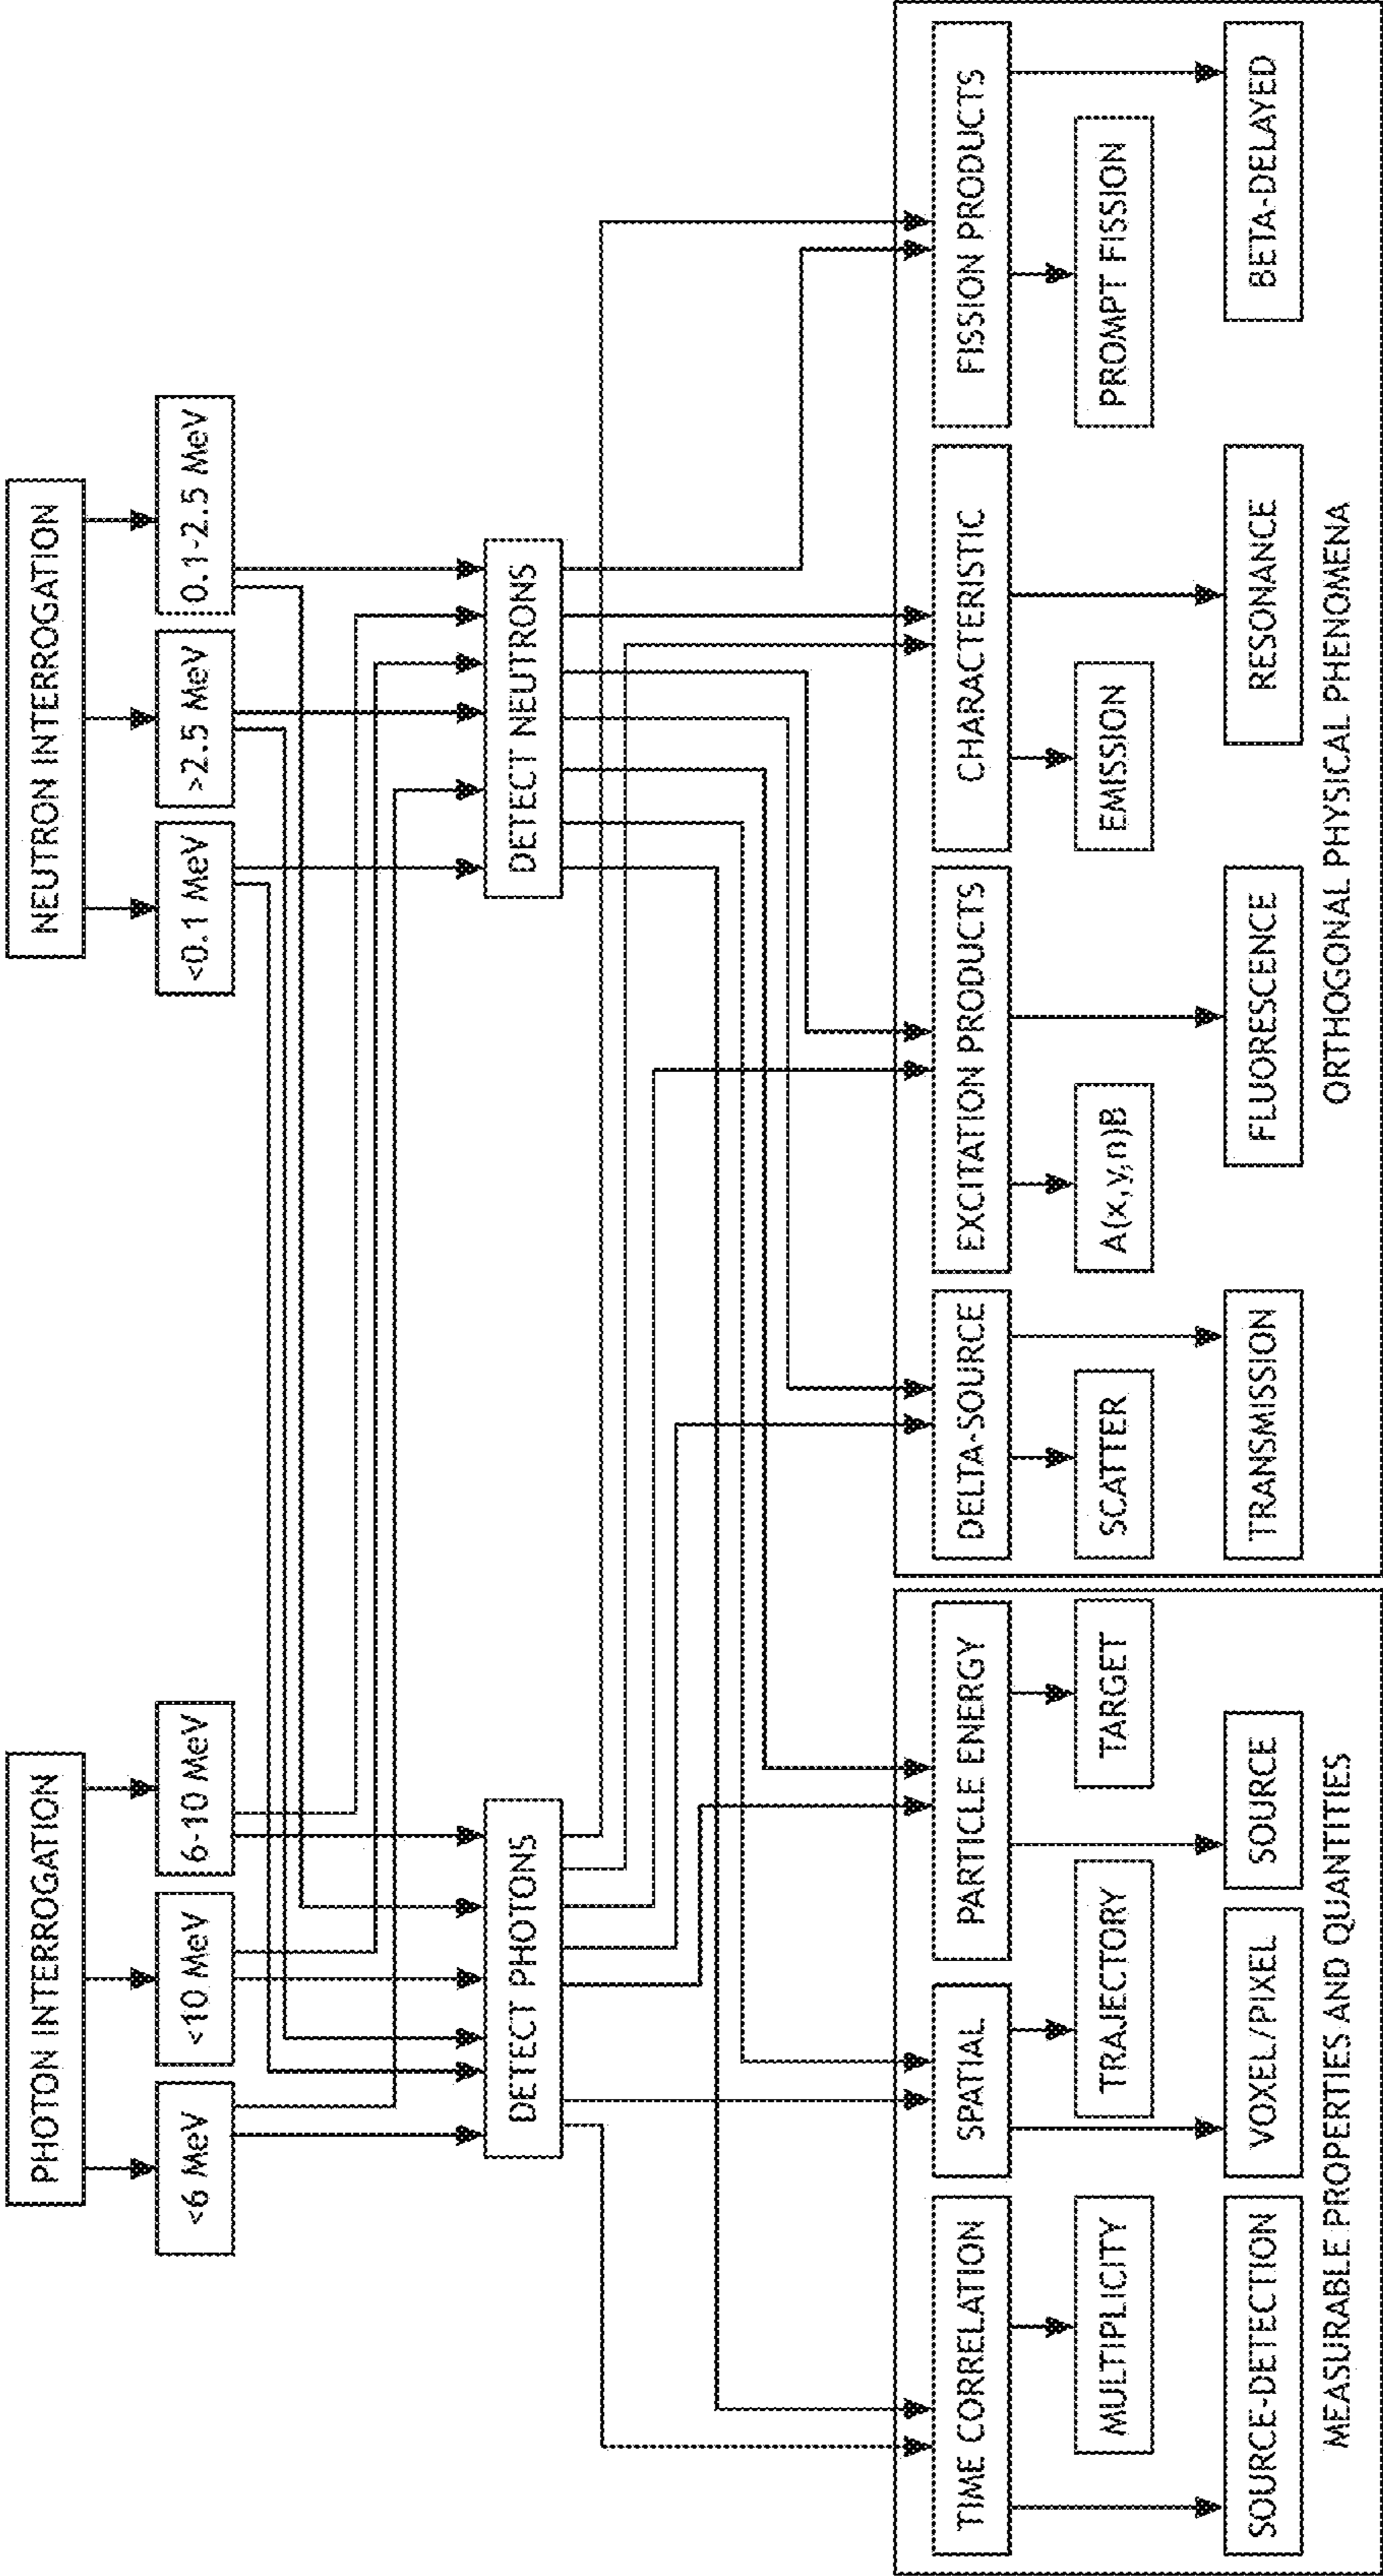 PHOTON INTERROGATION
NEUTRON INTERROGATION
<6 MeV
<10 MeV
6-10 MeV
<0.1 MeV
>2.5 MeV
0.1-2.5 MeV
DETECT PHOTONS
DETECT NEUTRONS
TIME CORRELATION
SPATIAL
PARTICLE ENERGY
DELTA-SOURCE
EXCITATION PRODUCTS
CHARACTERISTIC
FISSION PRODUCTS
MULTIPLICITY
TRAJECTORY
TARGET
SCATTER
A(x,y,n)B
EMISSION
PROMPT FISSION
SOURCE-DETECTION
VOXEL/PIXEL
SOURCE
TRANSMISSION
FLUORESCENCE
RESONANCE
BETA-DELAYED
MEASURABLE PROPERTIES AND QUANTITIES
ORTHOGONAL PHYSICAL PHENOMENA